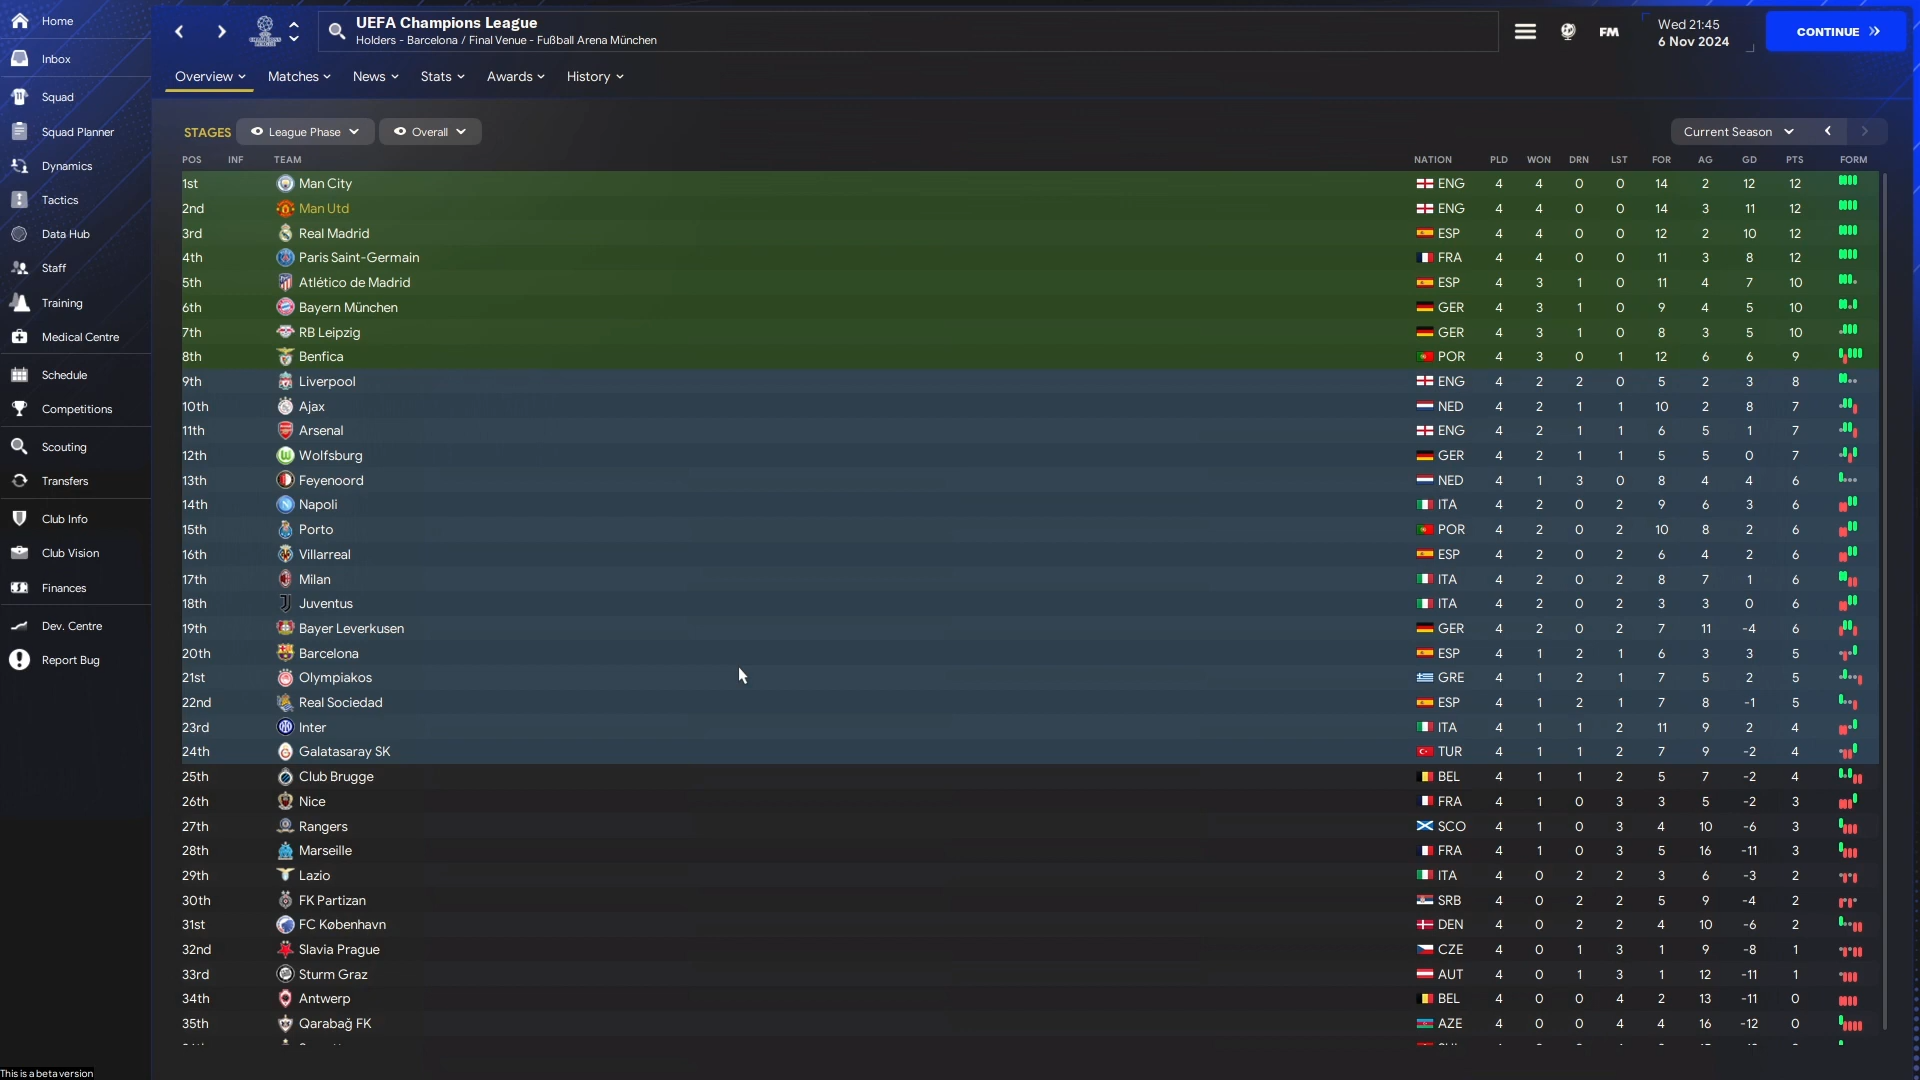 Home
Inbox
Squad
Squad Planner
Dynamics
Tactics
Data Hub
Staff
Training
Medical Centre
Schedule
Competitions
Scouting
Transfers
Club Info
Club Vision
Finances
Dev. Centre
Report Bug
This is a beta version
UEFA Champions League
Holders - Barcelona / Final Venue - Fußball Arena München
FM
Wed 21:45
6 Nov 2024
CONTINUE
Overview Matches News Stats Awards History
STAGES League Phase Overall Current Season
POS INF TEAM NATION PLD WON DRN LST FOR AG GD PTS FORM
1st Man City ENG 4 4 0 0 14 2 12 12
2nd Man Utd ENG 4 4 0 0 14 3 11 12
3rd Real Madrid ESP 4 4 0 0 12 2 10 12
4th Paris Saint-Germain FRA 4 4 0 0 11 3 8 12
5th Atlético de Madrid ESP 4 3 1 0 11 4 7 10
6th Bayern München GER 4 3 1 0 9 4 5 10
7th RB Leipzig GER 4 3 1 0 8 3 5 10
8th Benfica POR 4 3 0 1 12 6 6 9
9th Liverpool ENG 4 2 2 0 5 2 3 8
10th Ajax NED 4 2 1 1 10 2 8 7
11th Arsenal ENG 4 2 1 1 6 5 1 7
12th Wolfsburg GER 4 2 1 1 5 5 0 7
13th Feyenoord NED 4 1 3 0 8 4 4 6
14th Napoli ITA 4 2 0 2 9 6 3 6
15th Porto POR 4 2 0 2 10 8 2 6
16th Villarreal ESP 4 2 0 2 6 4 2 6
17th Milan ITA 4 2 0 2 8 7 1 6
18th Juventus ITA 4 2 0 2 3 3 0 6
19th Bayer Leverkusen GER 4 2 0 2 7 11 -4 6
20th Barcelona ESP 4 1 2 1 6 3 3 5
21st Olympiakos GRE 4 1 2 1 7 5 2 5
22nd Real Sociedad ESP 4 1 2 1 7 8 -1 5
23rd Inter ITA 4 1 1 2 11 9 2 4
24th Galatasaray SK TUR 4 1 1 2 7 9 -2 4
25th Club Brugge BEL 4 1 1 2 5 7 -2 4
26th Nice FRA 4 1 0 3 3 5 -2 3
27th Rangers SCO 4 1 0 3 4 10 -6 3
28th Marseille FRA 4 1 0 3 5 16 -11 3
29th Lazio ITA 4 0 2 2 3 6 -3 2
30th FK Partizan SRB 4 0 2 2 5 9 -4 2
31st FC København DEN 4 0 2 2 4 10 -6 2
32nd Slavia Prague CZE 4 0 1 3 1 9 -8 1
33rd Sturm Graz AUT 4 0 1 3 1 12 -11 1
34th Antwerp BEL 4 0 0 4 2 13 -11 0
35th Qarabağ FK AZE 4 0 0 4 4 16 -12 0